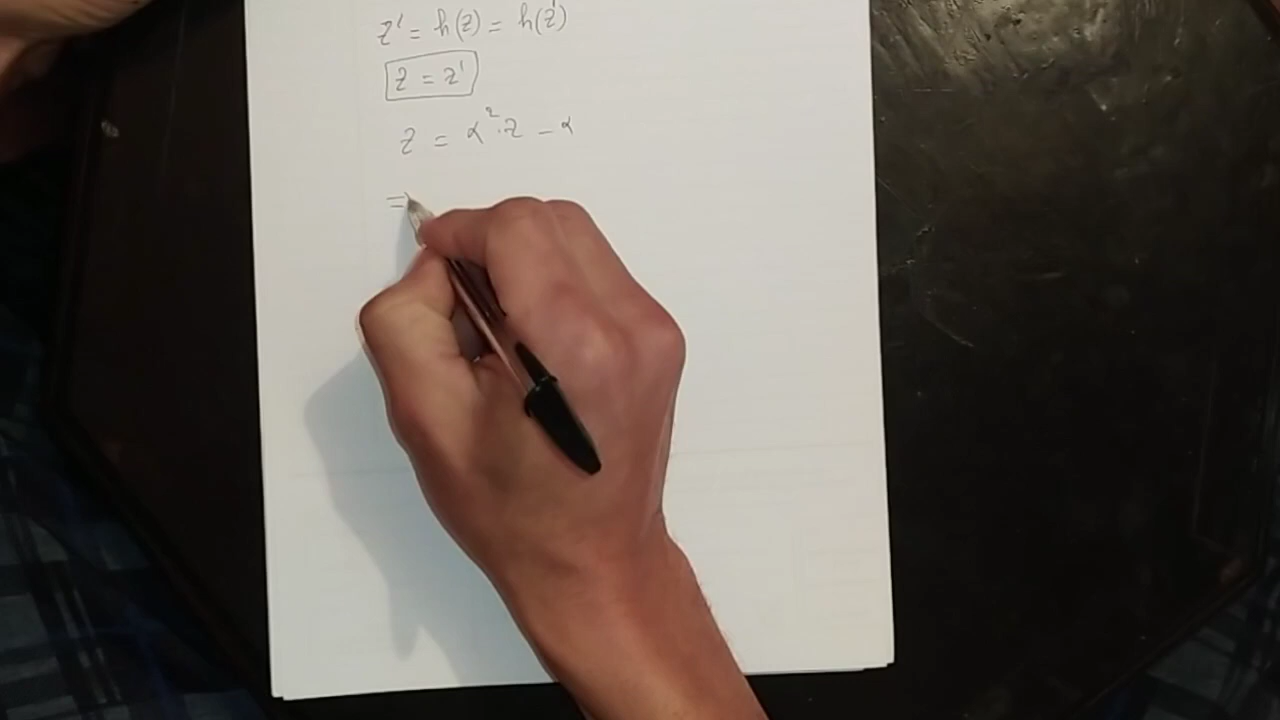 z' = h(z) = h(z')
z = z'
z = α².z - α
=>